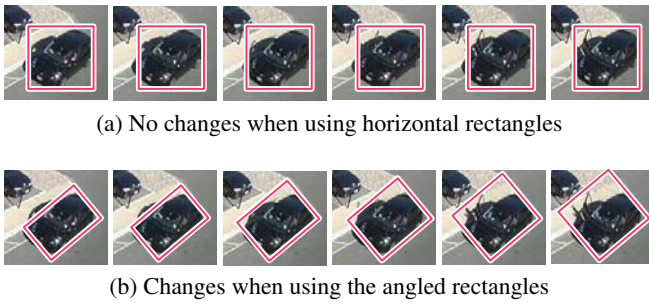 (a) No changes when using horizontal rectangles
(b) Changes when using the angled rectangles